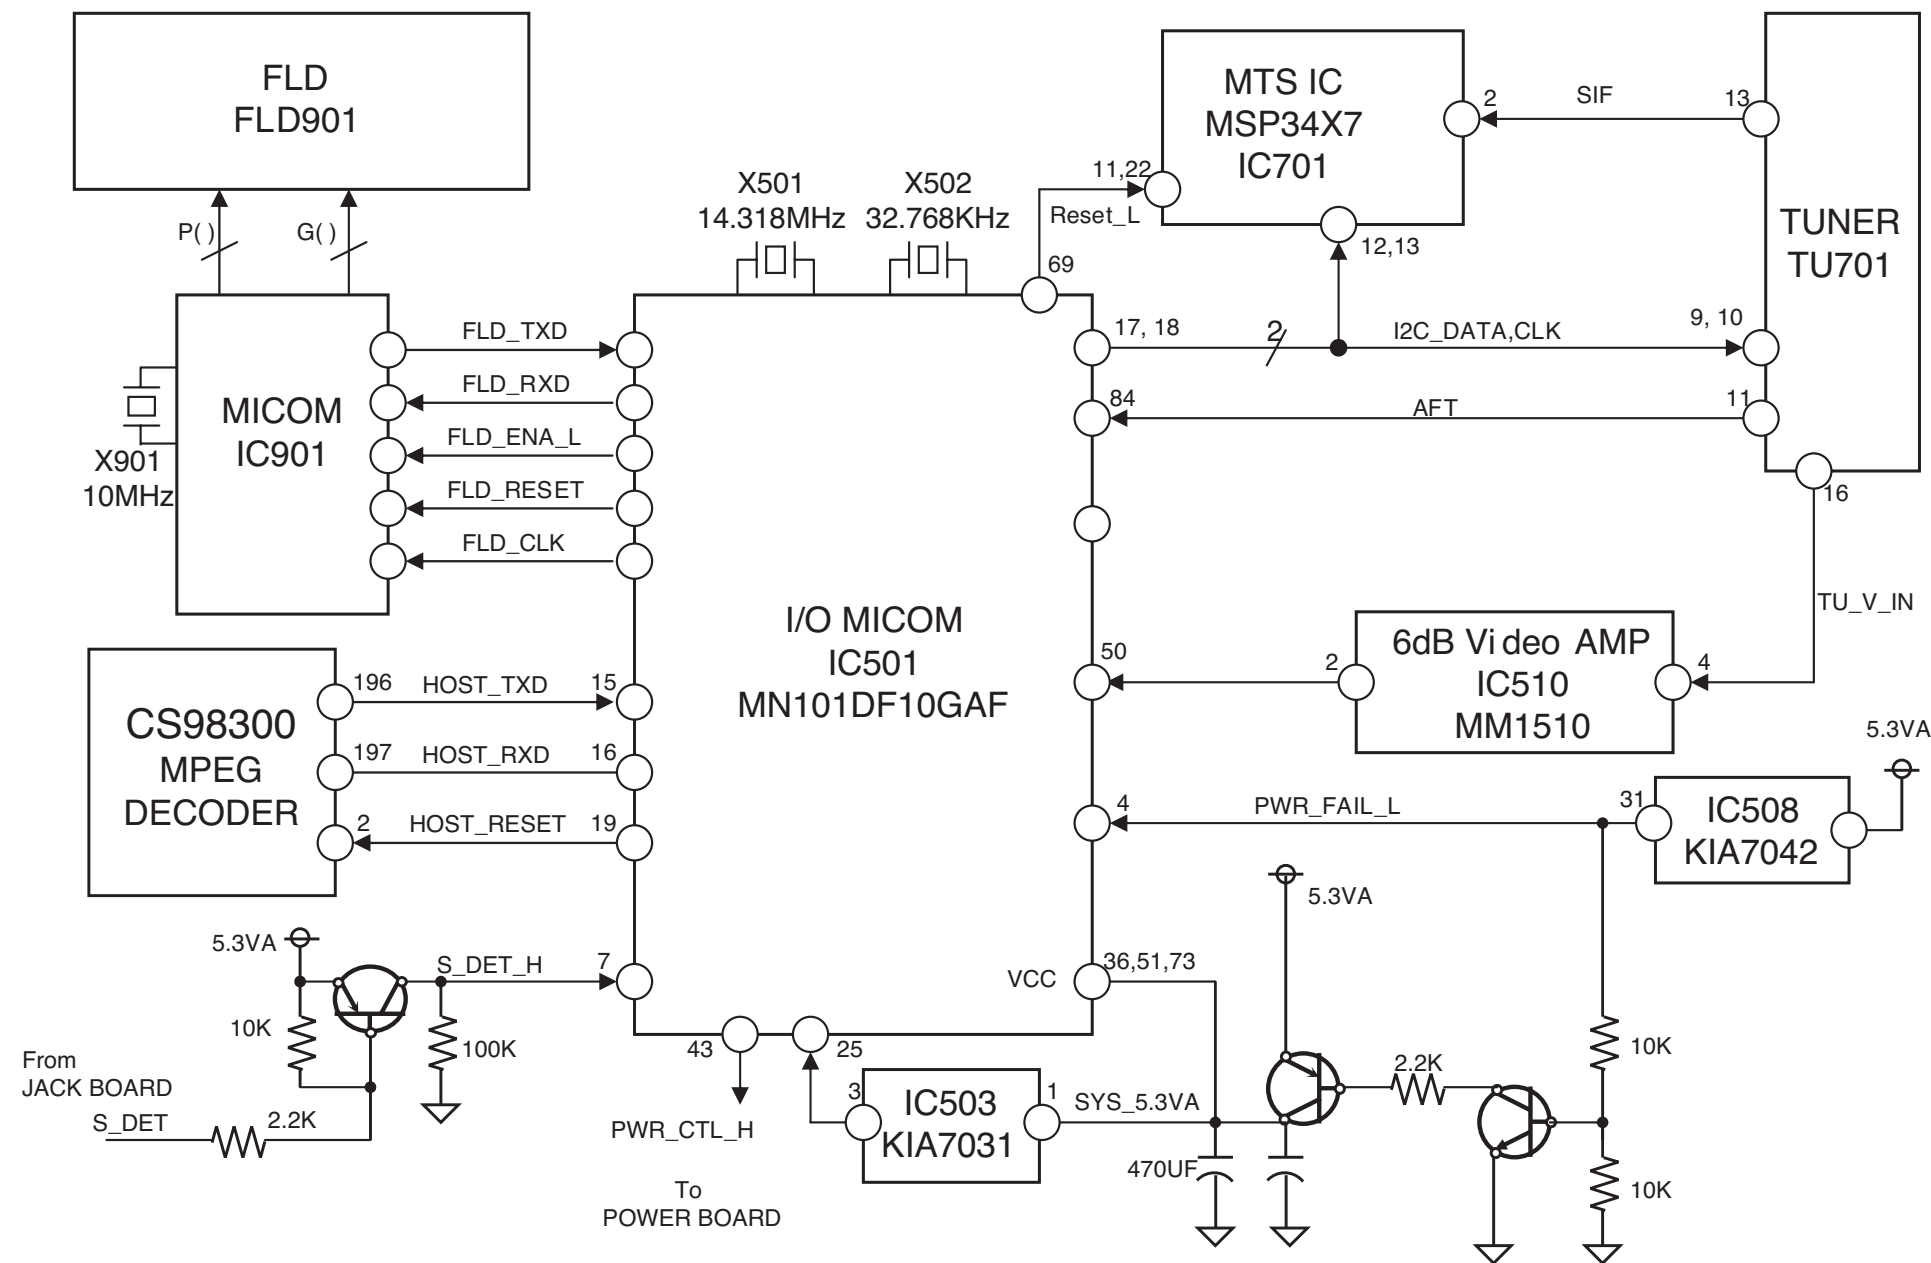 FLD
FLD901
P( )
G( )
MICOM
IC901
X901
10MHz
FLD_TXD
FLD_RXD
FLD_ENA_L
FLD_RESET
FLD_CLK
X501
14.318MHz
X502
32.768KHz
69
Reset_L
11,22
MTS IC
MSP34X7
IC701
2
SIF
13
12,13
TUNER
TU701
17, 18
2
I2C_DATA,CLK
9, 10
84
AFT
11
16
TU_V_IN
I/O MICOM
IC501
MN101DF10GAF
50
2
6dB Video AMP
IC510
MM1510
4
CS98300
MPEG
DECODER
196
HOST_TXD
15
197
HOST_RXD
16
2
HOST_RESET
19
4
PWR_FAIL_L
31
IC508
KIA7042
5.3VA
5.3VA
5.3VA
S_DET_H
7
10K
100K
From
JACK BOARD
S_DET
2.2K
VCC
36,51,73
43
25
PWR_CTL_H
To
POWER BOARD
3
IC503
KIA7031
1
SYS_5.3VA
470UF
2.2K
10K
10K